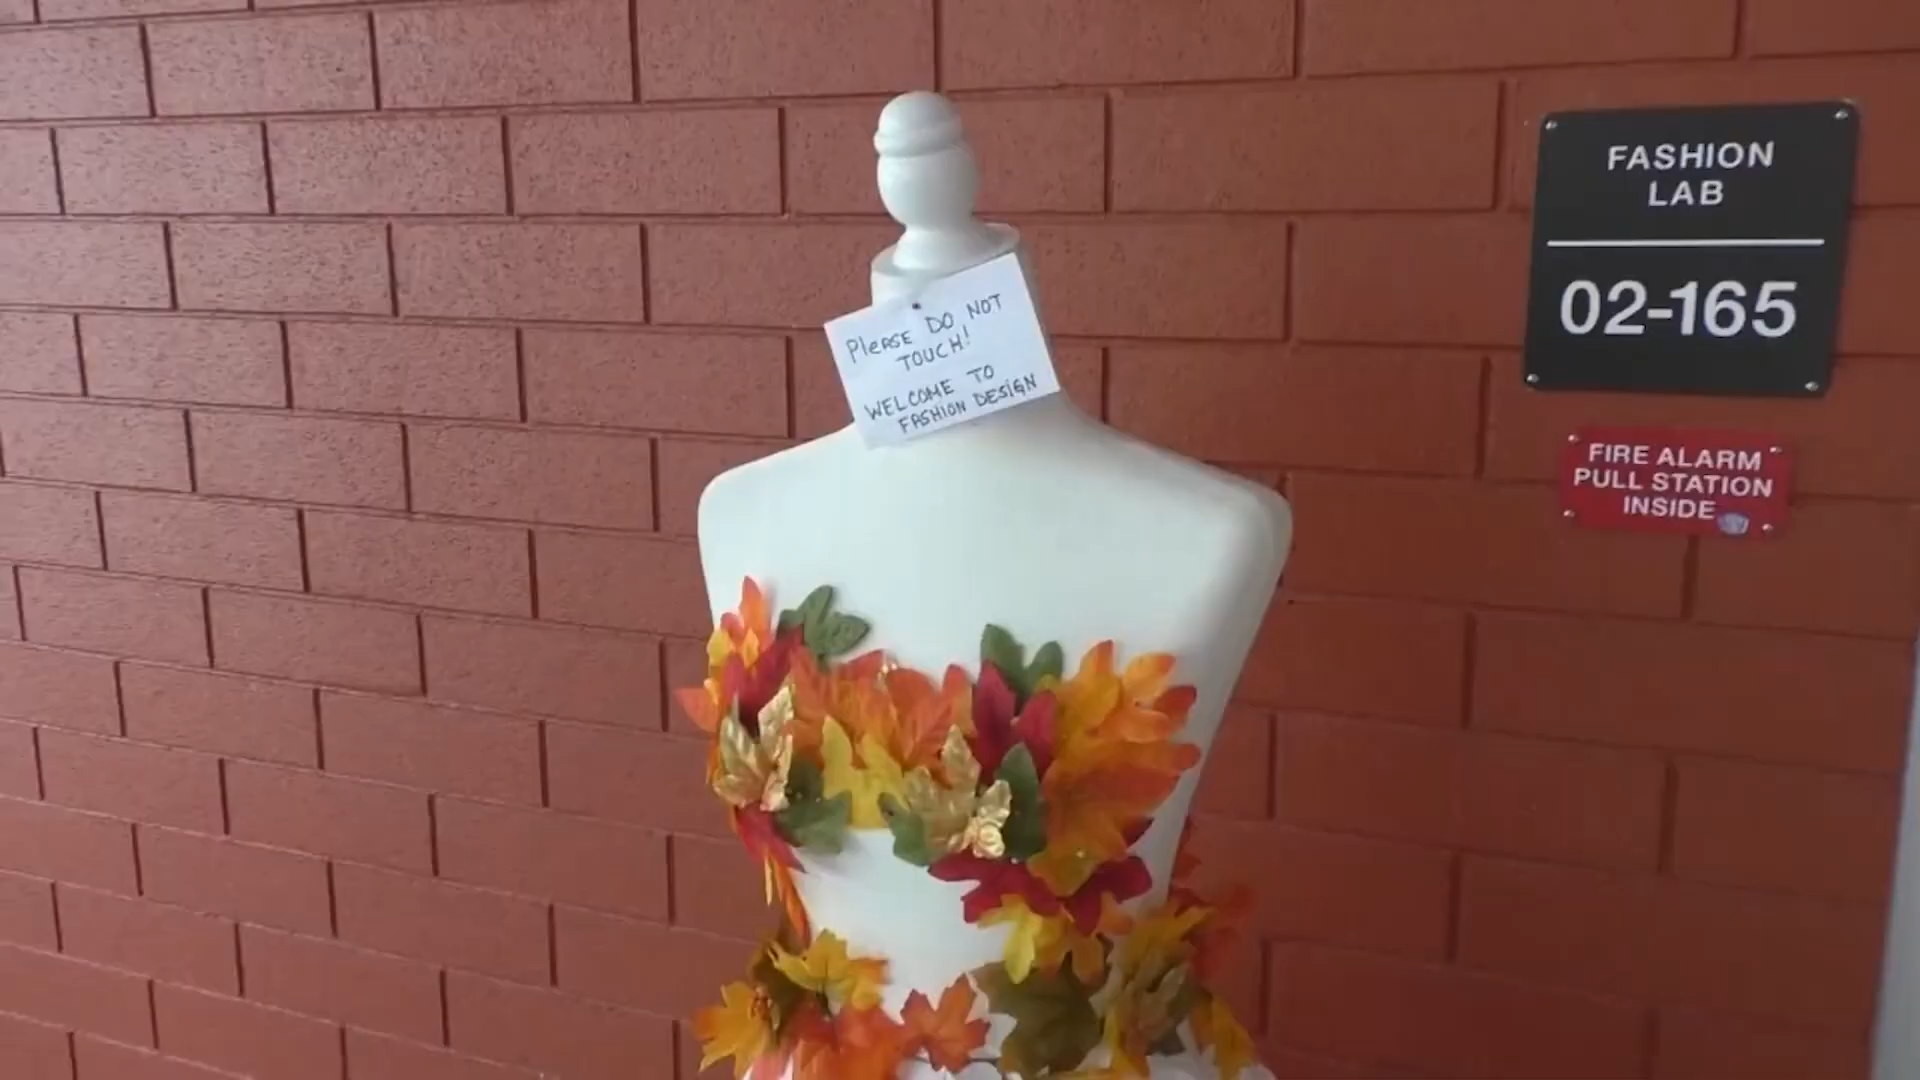 PleASE DO NOT
TOUCH!
WELCOME TO
FASHION DESiGN
FASHION
LAB
02-165
FIRE ALARM
PULL STATION
INSIDE